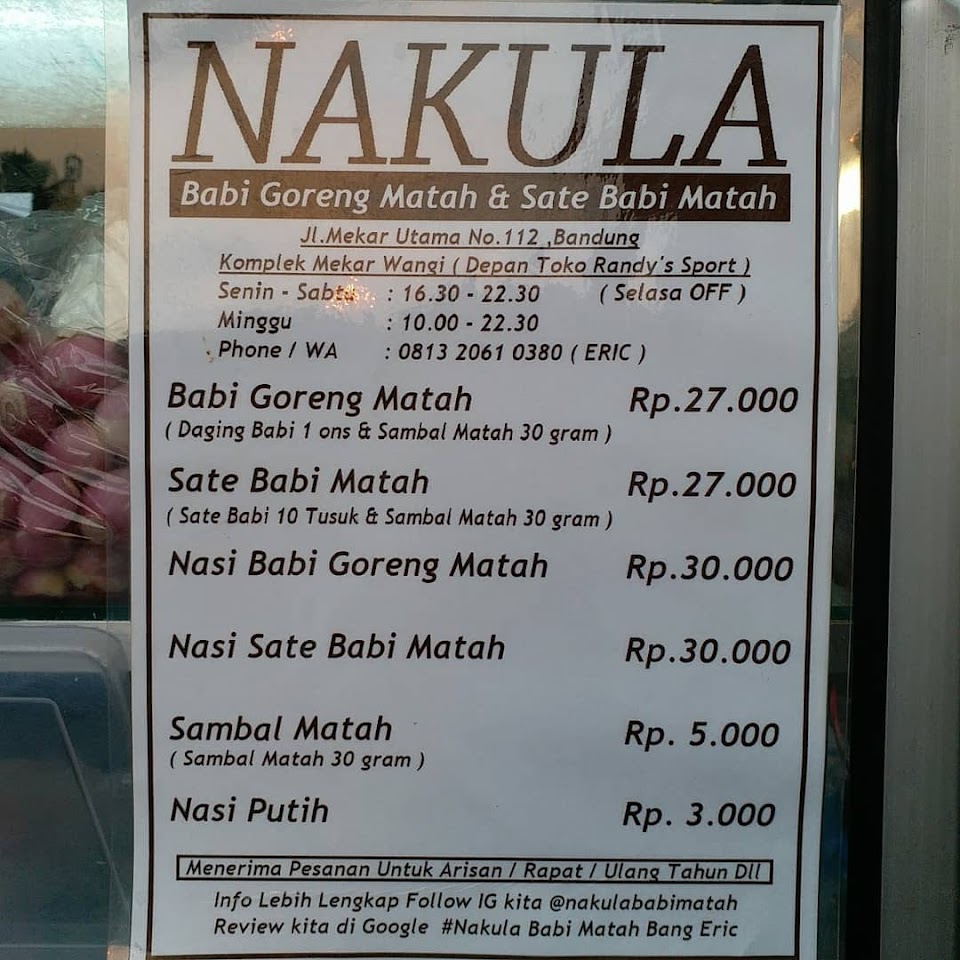 NAKULA
Babi Goreng Matah & Sate Babi Matah
Jl.Mekar Utama No.112 ,Bandung
Komplek Mekar Wangi ( Depan Toko Randy's Sport )
Senin - Sabtu : 16.30 - 22.30 ( Selasa OFF )
Minggu : 10.00 - 22.30
Phone / WA : 0813 2061 0380 ( ERIC )
Babi Goreng Matah Rp.27.000
( Daging Babi 1 ons & Sambal Matah 30 gram )
Sate Babi Matah Rp.27.000
( Sate Babi 10 Tusuk & Sambal Matah 30 gram )
Nasi Babi Goreng Matah Rp.30.000
Nasi Sate Babi Matah Rp.30.000
Sambal Matah Rp. 5.000
( Sambal Matah 30 gram )
Nasi Putih Rp. 3.000
Menerima Pesanan Untuk Arisan / Rapat / Ulang Tahun Dll
Info Lebih Lengkap Follow IG kita @nakulababimatah
Review kita di Google #Nakula Babi Matah Bang Eric